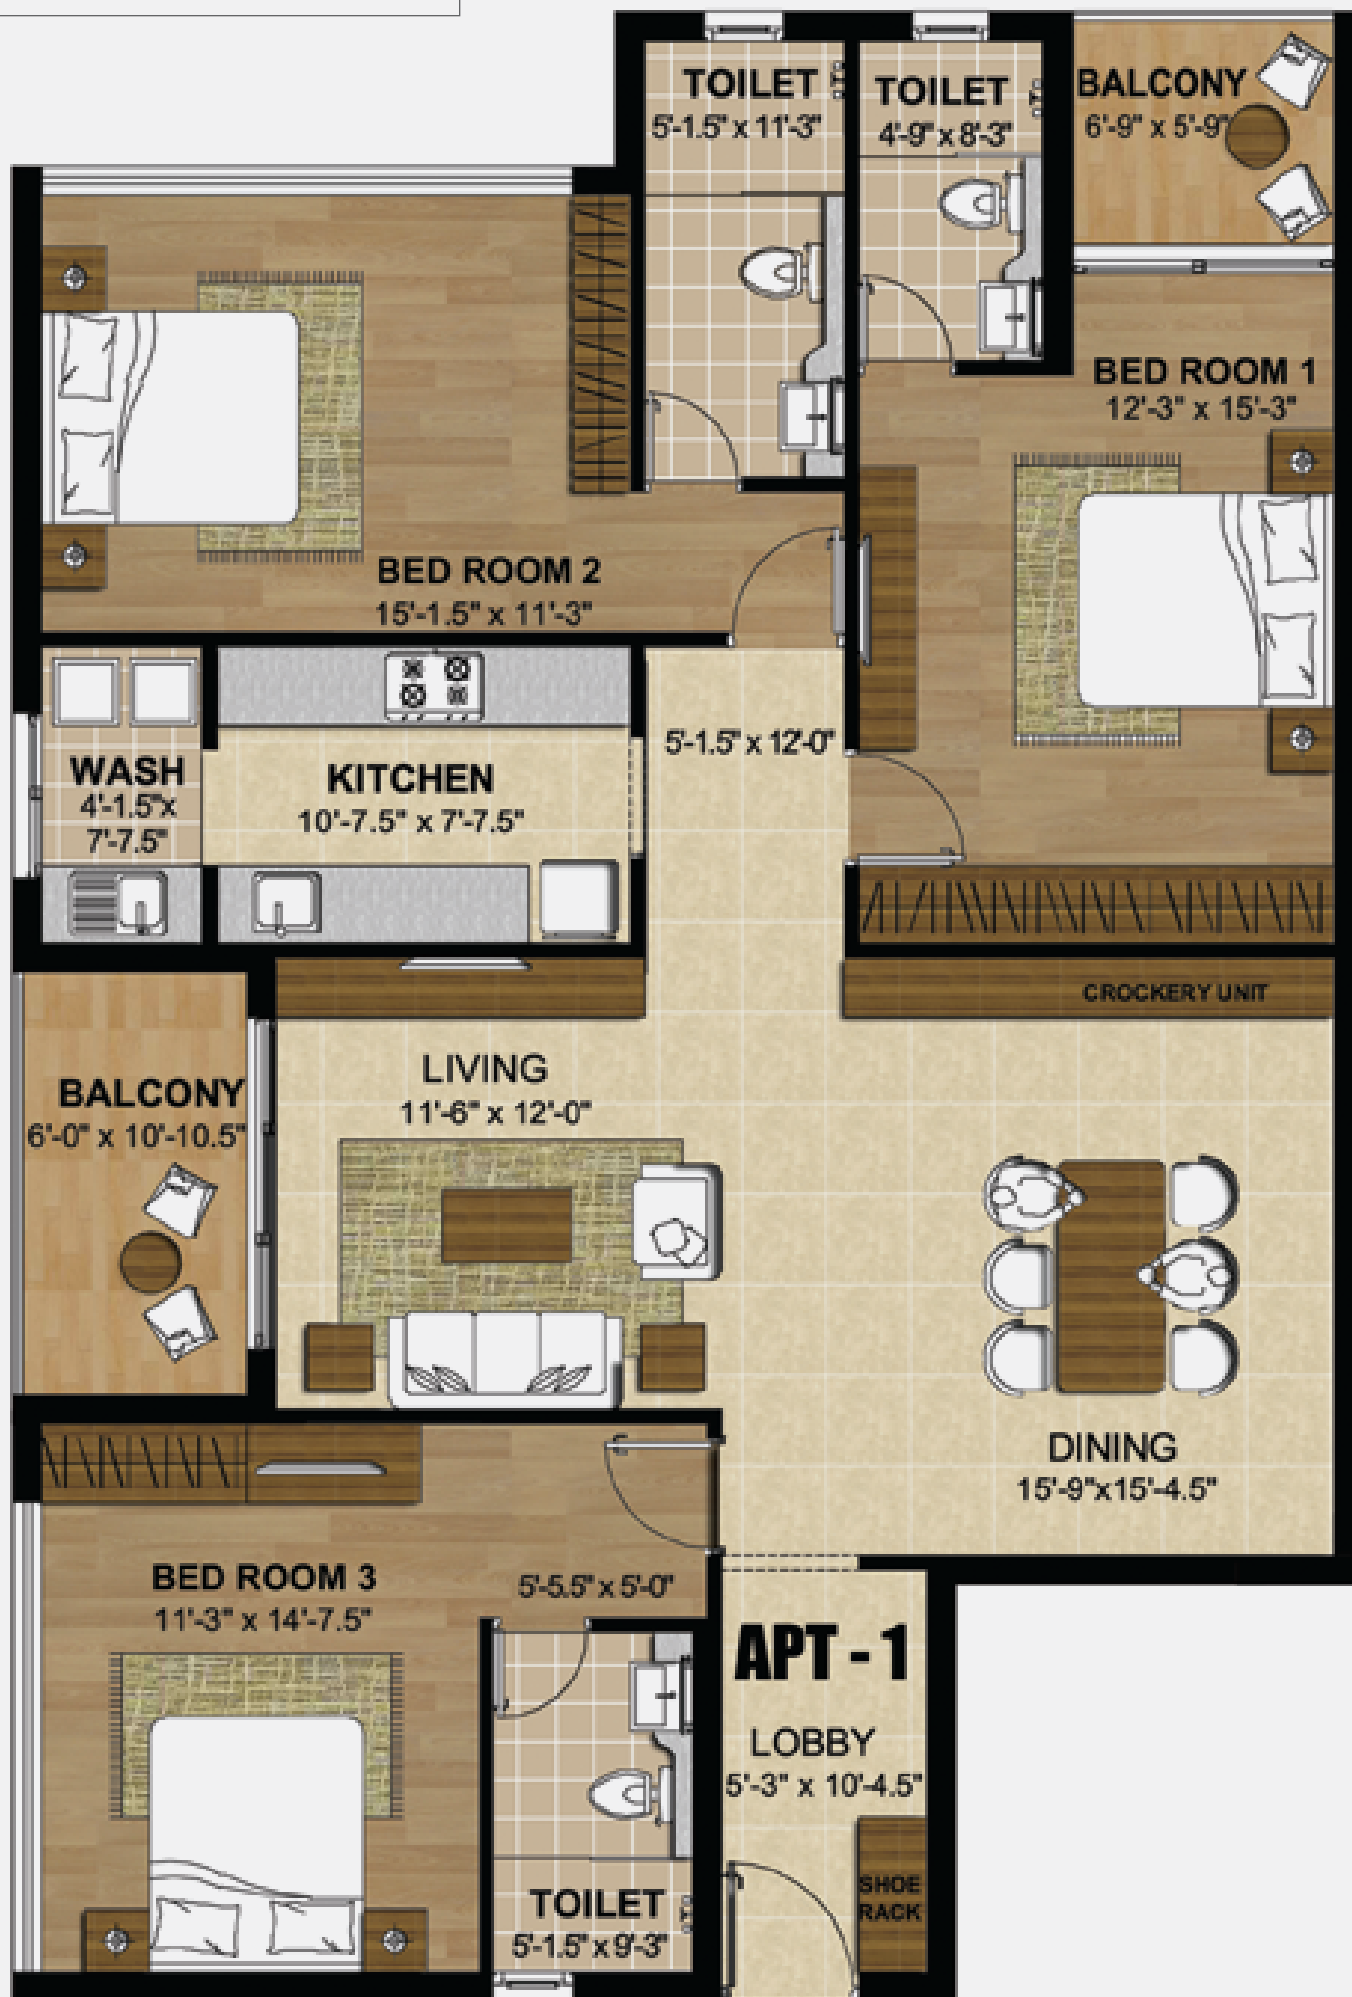 TOILET
5'-1.5" x 11'-3"
TOILET
4'-9" x 8'-3"
BALCONY
6'-9" x 5'-9"
BED ROOM 1
12'-3" x 15'-3"
BED ROOM 2
15'-1.5" x 11'-3"
5'-1.5" x 12'-0"
WASH
4'-1.5"x
7'-7.5"
KITCHEN
10'-7.5" x 7'-7.5"
CROCKERY UNIT
LIVING
11'-6" x 12'-0"
BALCONY
6'-0" x 10'-10.5"
DINING
15'-9"x15'-4.5"
BED ROOM 3
11'-3" x 14'-7.5"
5'-5.5" x 5'-0"
APT - 1
LOBBY
5'-3" x 10'-4.5"
SHOE
RACK
TOILET
5'-1.5" x 9'-3"